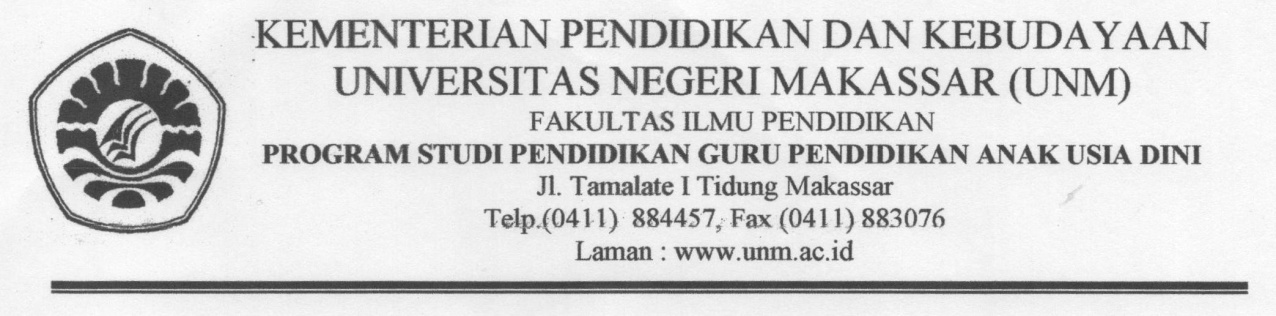 KEMENTERIAN PENDIDIKAN DAN KEBUDAYAAN
UNIVERSITAS NEGERI MAKASSAR (UNM)
FAKULTAS ILMU PENDIDIKAN
PROGRAM STUDI PENDIDIKAN GURU PENDIDIKAN ANAK USIA DINI
Jl. Tamalate I Tidung Makassar
Telp.(0411) 884457, Fax (0411) 883076
Laman : www.unm.ac.id